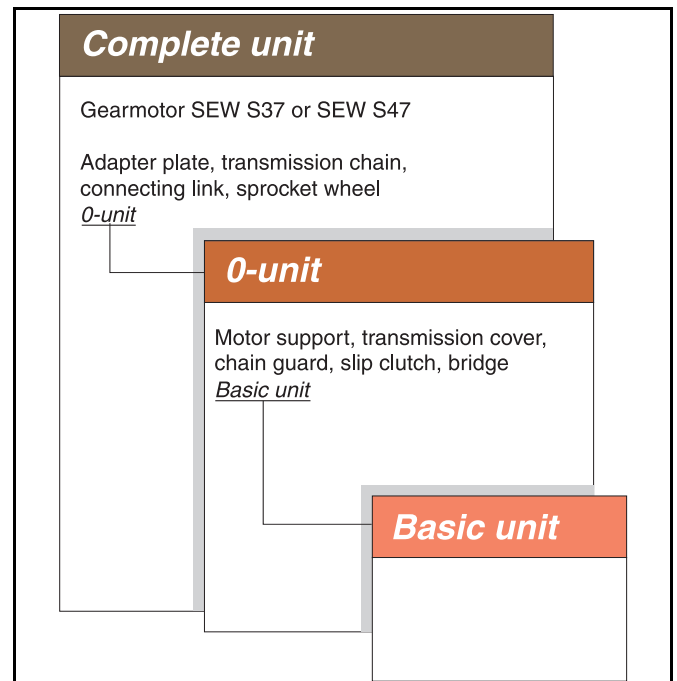 Complete unit
Gearmotor SEW S37 or SEW S47
Adapter plate, transmission chain,
connecting link, sprocket wheel
0-unit
0-unit
Motor support, transmission cover,
chain guard, slip clutch, bridge
Basic unit
Basic unit